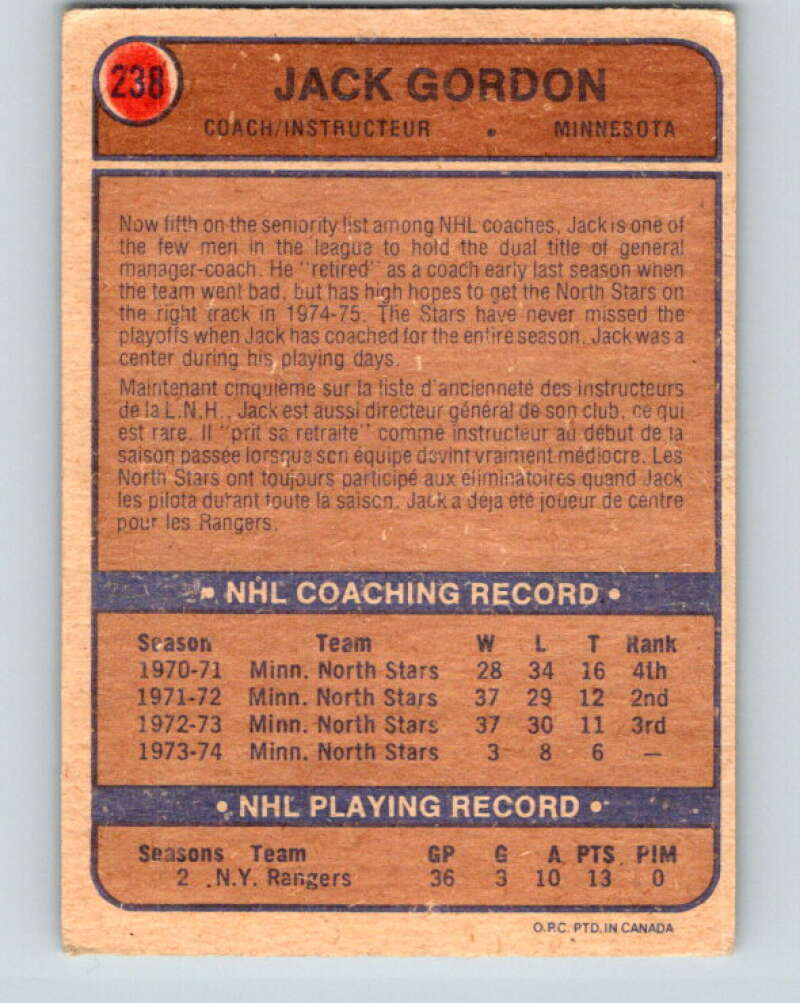 238
JACK GORDON
COACH/INSTRUCTEUR • MINNESOTA
Now fifth on the seniority list among NHL coaches, Jack is one of
the few men in the league to hold the dual title of general
manager-coach. He "retired" as a coach early last season when
the team went bad, but has high hopes to get the North Stars on
the right track in 1974-75. The Stars have never missed the
playoffs when Jack has coached for the entire season. Jack was a
center during his playing days.
Maintenant cinquième sur la liste d'ancienneté des instructeurs
de la L.N.H., Jack est aussi directeur général de son club, ce qui
est rare. Il "prit sa retraite" comme instructeur au début de la
saison passée lorsque son équipe devint vraiment médiocre. Les
North Stars ont toujours participé aux éliminatoires quand Jack
les pilota durant toute la saison. Jack a déja été joueur de centre
pour les Rangers.
• NHL COACHING RECORD •
Season Team W L T Rank
1970-71 Minn. North Stars 28 34 16 4th
1971-72 Minn. North Stars 37 29 12 2nd
1972-73 Minn. North Stars 37 30 11 3rd
1973-74 Minn. North Stars 3 8 6 —
• NHL PLAYING RECORD •
Seasons Team GP G A PTS. PIM
2 N.Y. Rangers 36 3 10 13 0
O.P.C. PTD. IN CANADA